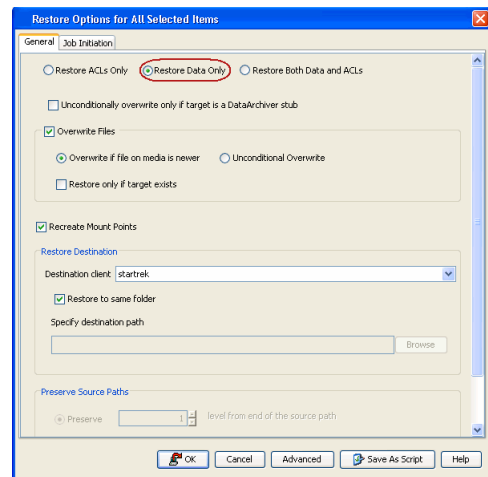 Restore Options for All Selected Items
General Job Initiation
Restore ACLs Only Restore Data Only Restore Both Data and ACLs
Unconditionally overwrite only if target is a DataArchiver stub
Overwrite Files
Overwrite if file on media is newer Unconditional Overwrite
Restore only if target exists
Recreate Mount Points
Restore Destination
Destination client startrek
Restore to same folder
Specify destination path
Browse
Preserve Source Paths
Preserve 1 level from end of the source path
OK Cancel Advanced Save As Script Help